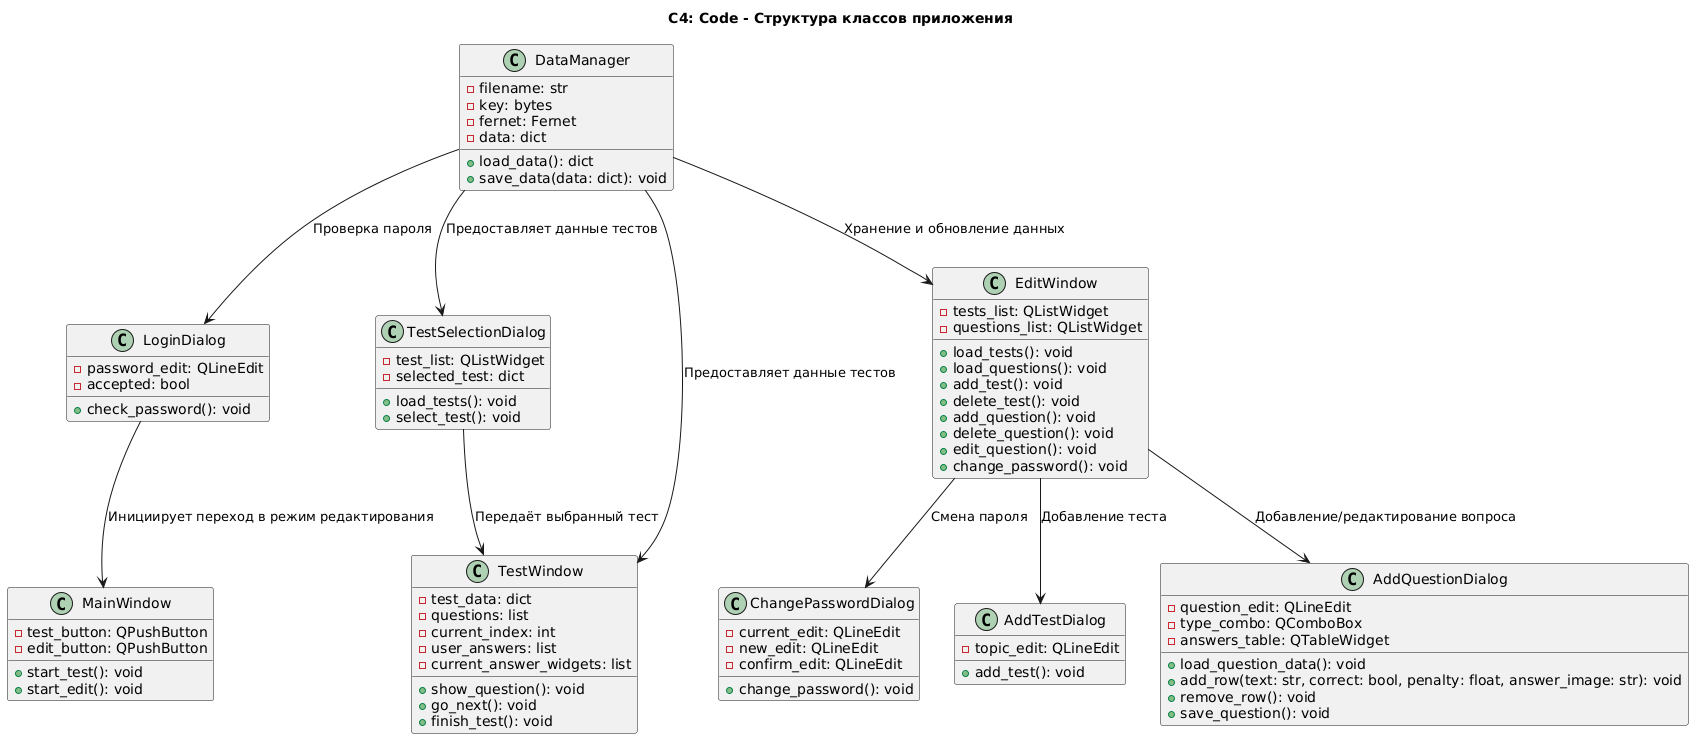 C4: Code - Структура классов приложения
C DataManager
filename: str
key: bytes
fernet: Fernet
data: dict
load_data(): dict
save_data(data: dict): void
Проверка пароля
Предоставляет данные тестов
Хранение и обновление данных
Предоставляет данные тестов
C LoginDialog
password_edit: QLineEdit
accepted: bool
check_password(): void
C TestSelectionDialog
test_list: QListWidget
selected_test: dict
load_tests(): void
select_test(): void
C EditWindow
tests_list: QListWidget
questions_list: QListWidget
load_tests(): void
load_questions(): void
add_test(): void
delete_test(): void
add_question(): void
delete_question(): void
edit_question(): void
change_password(): void
Инициирует переход в режим редактирования
Передаёт выбранный тест
Смена пароля
Добавление теста
Добавление/редактирование вопроса
C MainWindow
test_button: QPushButton
edit_button: QPushButton
start_test(): void
start_edit(): void
C TestWindow
test_data: dict
questions: list
current_index: int
user_answers: list
current_answer_widgets: list
show_question(): void
go_next(): void
finish_test(): void
C ChangePasswordDialog
current_edit: QLineEdit
new_edit: QLineEdit
confirm_edit: QLineEdit
change_password(): void
C AddTestDialog
topic_edit: QLineEdit
add_test(): void
C AddQuestionDialog
question_edit: QLineEdit
type_combo: QComboBox
answers_table: QTableWidget
load_question_data(): void
add_row(text: str, correct: bool, penalty: float, answer_image: str): void
remove_row(): void
save_question(): void